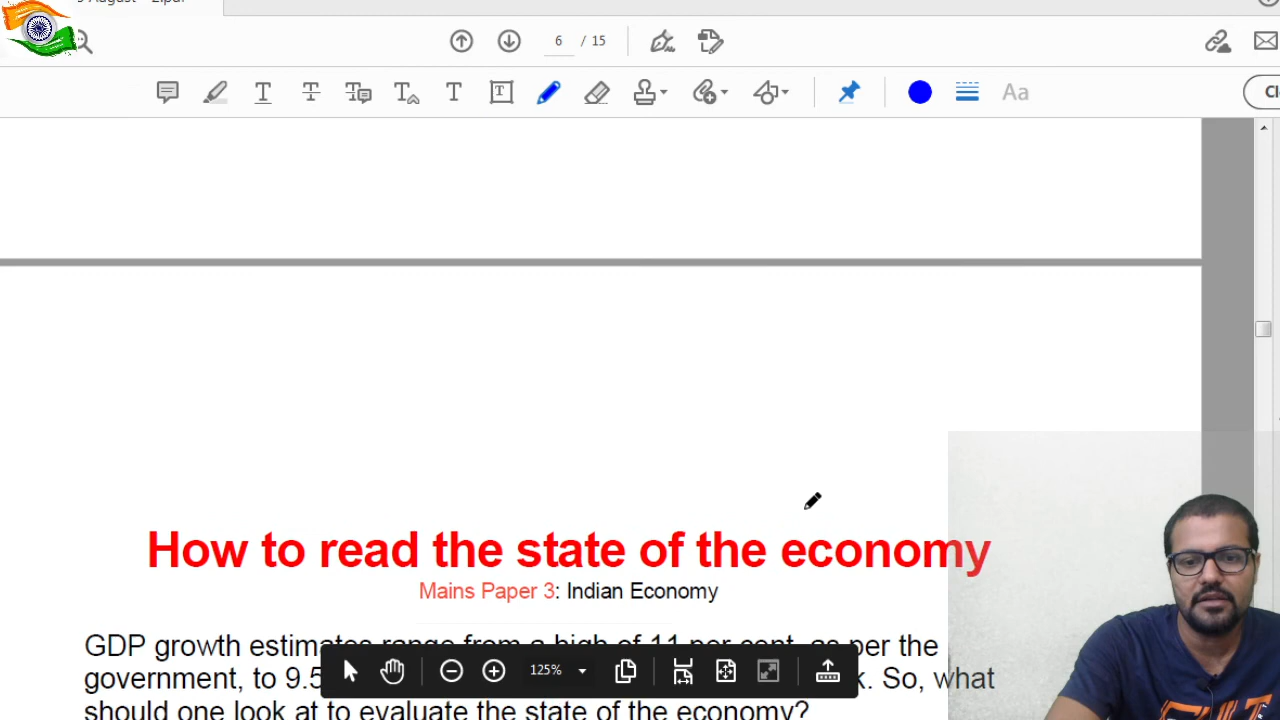 6 / 15
Aa
How to read the state of the economy
Mains Paper 3: Indian Economy
GDP growth estimates range from a high of 11 per cent, as per the
government, to 9.5
125%
k. So, what
should one look at to evaluate the state of the economy?